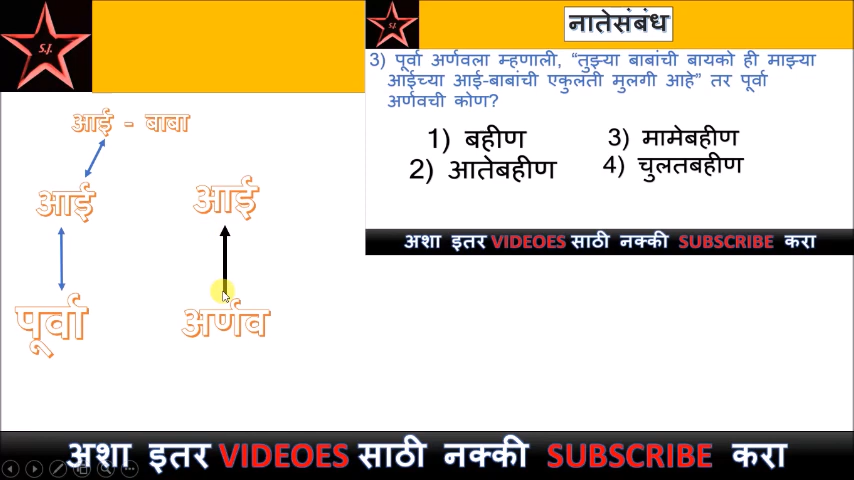 S.J.
नातेसंबंध
3) पूर्वा अर्णवला म्हणाली, “तुझ्या बाबांची बायको ही माझ्या
आईच्या आई-बाबांची एकुलती मुलगी आहे” तर पूर्वा
अर्णवची कोण?
1) बहीण
3) मामेबहीण
2) आतेबहीण
4) चुलतबहीण
अशा इतर VIDEOES साठी नक्की SUBSCRIBE करा
आई - बाबा
आई
आई
पूर्वा
अर्णव
अशा इतर VIDEOES साठी नक्की SUBSCRIBE करा